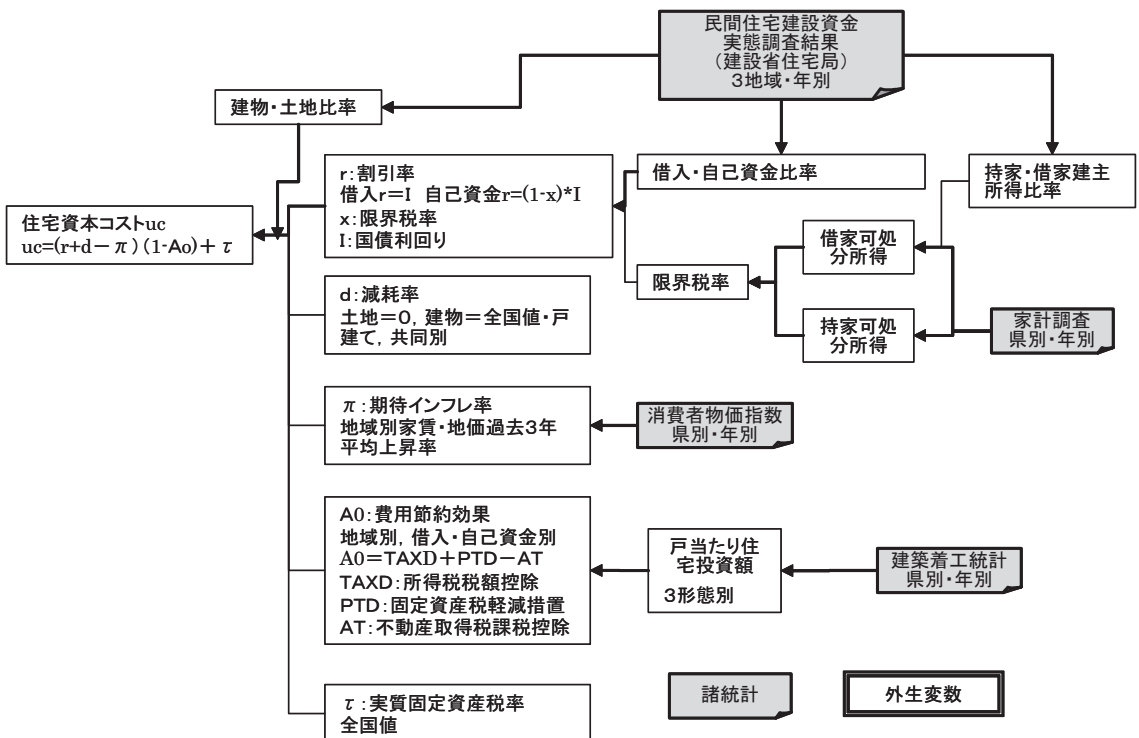 民間住宅建設資金
実態調査結果
（建設省住宅局）
3地域・年別
建物・土地比率
r:割引率
借入r=I 自己資金r=(1-x)*I
x:限界税率
I:国債利回り
借入・自己資金比率
持家・借家建主
所得比率
住宅資本コストuc
uc=(r+d－π)(1-Ao)+τ
借家可処
分所得
限界税率
d:減耗率
土地＝0, 建物＝全国値・戸
建て, 共同別
持家可処
分所得
家計調査
県別・年別
π:期待インフレ率
地域別家賃・地価過去3年
平均上昇率
消費者物価指数
県別・年別
A0:費用節約効果
地域別, 借入・自己資金別
A0＝TAXD＋PTD－AT
TAXD:所得税税額控除
PTD:固定資産税軽減措置
AT:不動産取得税課税控除
戸当たり住
宅投資額
3形態別
建築着工統計
県別・年別
τ:実質固定資産税率
全国値
諸統計
外生変数